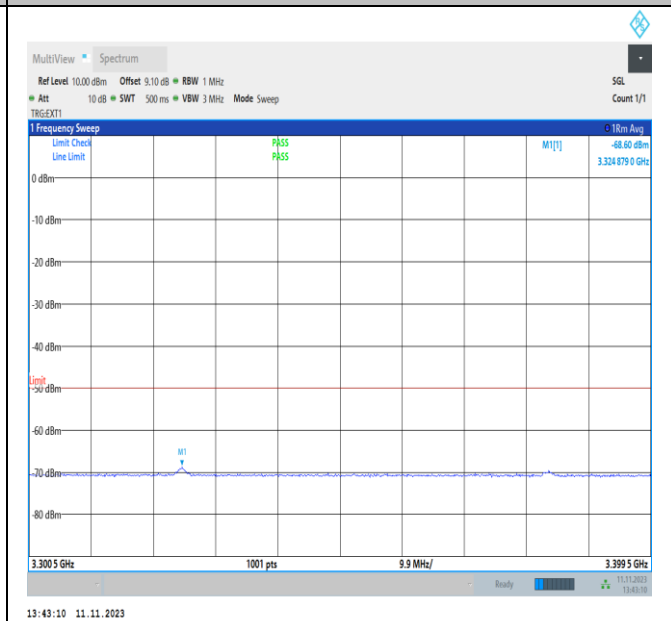 MultiView Spectrum
Ref Level 10.00 dBm Offset 9.10 dB RBW 1 MHz SGL
Att 10 dB SWT 500 ms VBW 3 MHz Mode Sweep Count 1/1
TRG:EXT1
1 Frequency Sweep 1Rm Avg
Limit Check PASS M1[1] -68.60 dBm
Line Limit PASS 3.324 879 0 GHz
0 dBm
-10 dBm
-20 dBm
-30 dBm
-40 dBm
Limit
-50 dBm
-60 dBm
M1
-70 dBm
-80 dBm
3.300 5 GHz 1001 pts 9.9 MHz/ 3.399 5 GHz
Ready 11.11.2023
13:43:10
13:43:10 11.11.2023